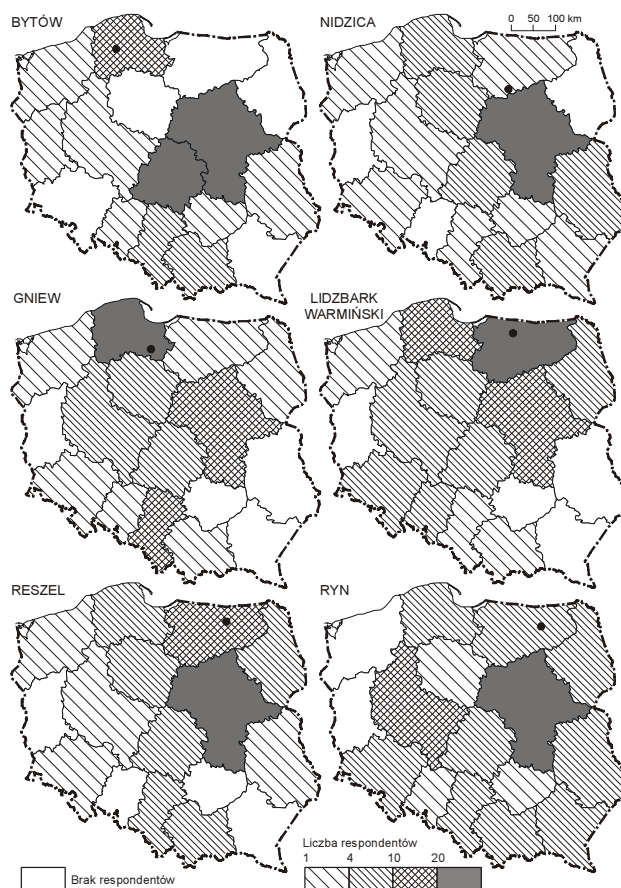 BYTÓW
NIDZICA
0 50 100 km
GNIEW
LIDZBARK
WARMIŃSKI
RESZEL
RYN
Brak respondentów
Liczba respondentów
1 4 10 20